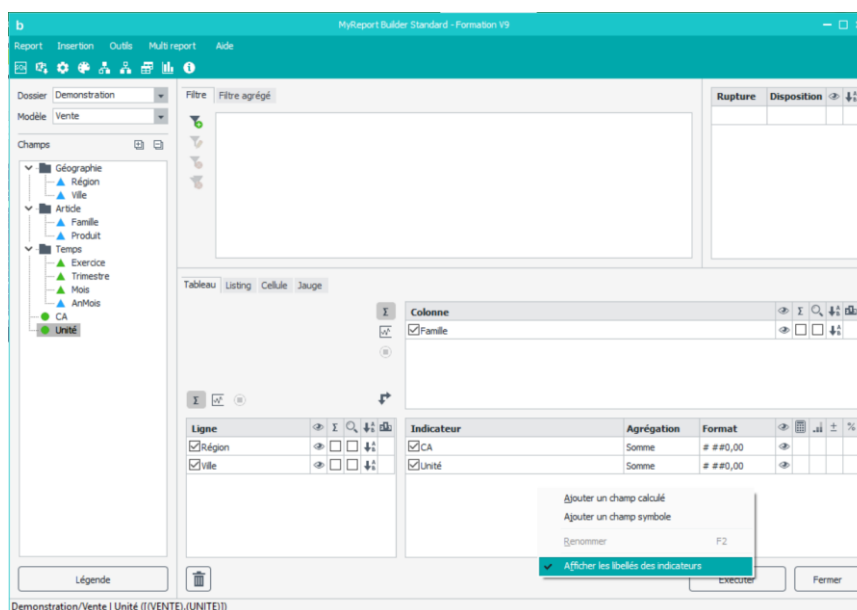 b MyReport Builder Standard - Formation V9
Report Insertion Outils Multi report Aide
Dossier Demonstration
Modèle Vente
Champs
Géographie
Région
Ville
Article
Famille
Produit
Temps
Exercice
Trimestre
Mois
AnMois
CA
Unité
Légende
Filtre Filtre agrégé
Rupture Disposition
Tableau Listing Cellule Jauge
Σ Colonne Σ
Famille
Σ
Ligne Σ
Région
Ville
Indicateur Agrégation Format ± %
CA Somme # ##0,00
Unité Somme # ##0,00
Ajouter un champ calculé
Ajouter un champ symbole
Renommer F2
Afficher les libellés des indicateurs
Exécuter Fermer
Demonstration/Vente | Unité ([(VENTE).(UNITE)])